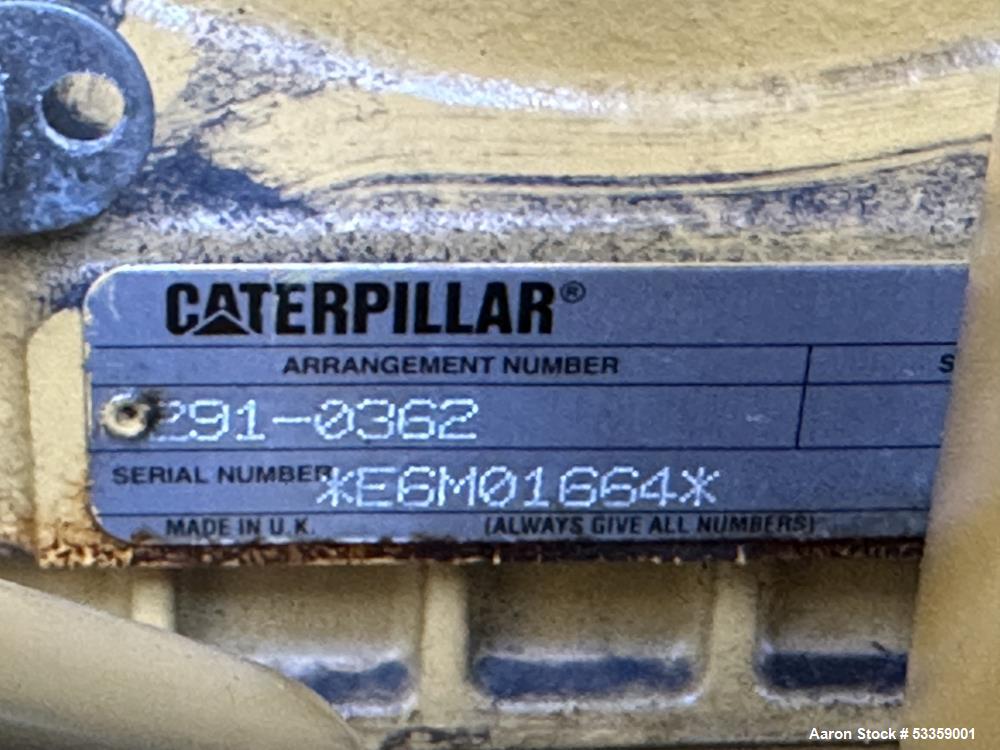 CATERPILLAR®
ARRANGEMENT NUMBER
S
291-0362
SERIAL NUMBER *E6M01664*
MADE IN U.K. (ALWAYS GIVE ALL NUMBERS)
Aaron Stock # 53359001